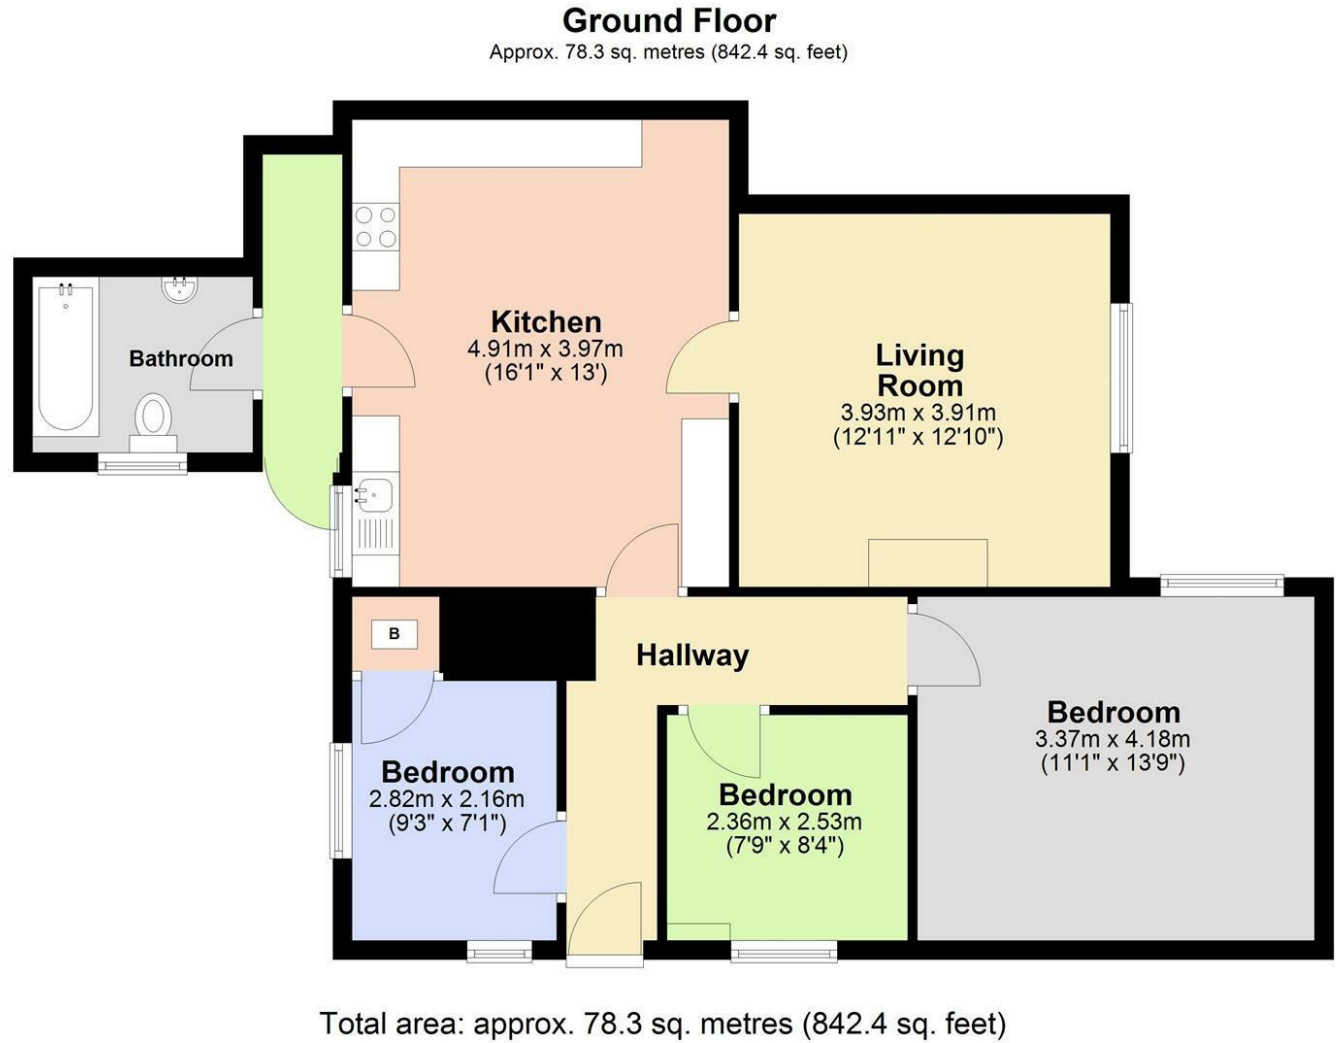 Ground Floor
Approx. 78.3 sq. metres (842.4 sq. feet)
Kitchen
4.91m x 3.97m
(16'1" x 13')
Bathroom
Living
Room
3.93m x 3.91m
(12'11" x 12'10")
B
Hallway
Bedroom
2.82m x 2.16m
(9'3" x 7'1")
Bedroom
2.36m x 2.53m
(7'9" x 8'4")
Bedroom
3.37m x 4.18m
(11'1" x 13'9")
Total area: approx. 78.3 sq. metres (842.4 sq. feet)